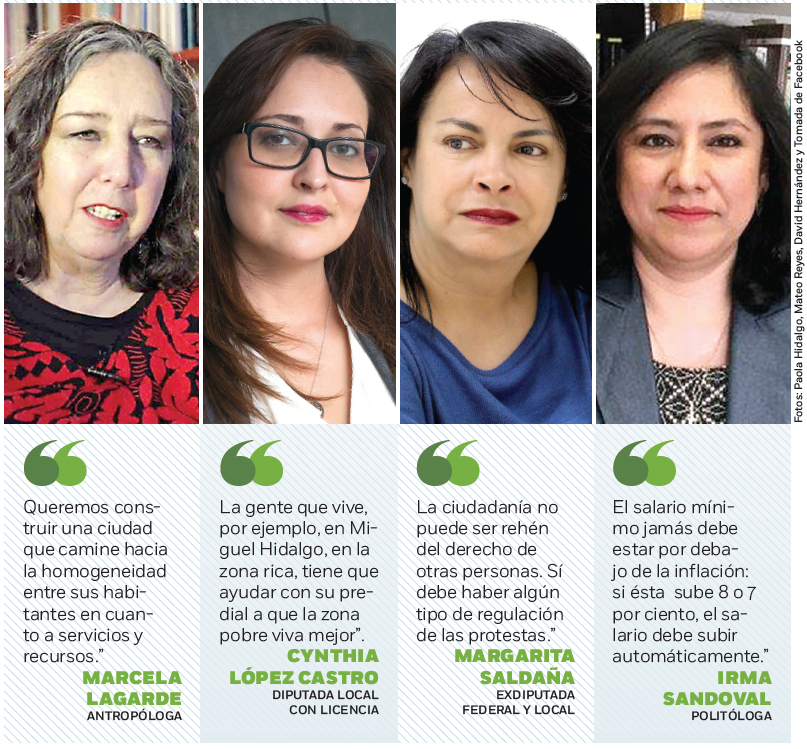 Fotos: Paola Hidalgo, Mateo Reyes, David Hernández y Tomada de Facebook
Queremos cons-
truir una ciudad
que camine hacia
la homogeneidad
entre sus habi-
tantes en cuan-
to a servicios y
recursos.”
MARCELA
LAGARDE
ANTROPÓLOGA
La gente que vive,
por ejemplo, en Mi-
guel Hidalgo, en la
zona rica, tiene que
ayudar con su pre-
dial a que la zona
pobre viva mejor”.
CYNTHIA
LÓPEZ CASTRO
DIPUTADA LOCAL
CON LICENCIA
La ciudadanía no
puede ser rehén
del derecho de
otras personas. Sí
debe haber algún
tipo de regulación
de las protestas.”
MARGARITA
SALDAÑA
EXDIPUTADA
FEDERAL Y LOCAL
El salario míni-
mo jamás debe
estar por deba-
jo de la inflación:
si ésta sube 8 o 7
por ciento, el sa-
lario debe subir
automáticamente.”
IRMA
SANDOVAL
POLITÓLOGA